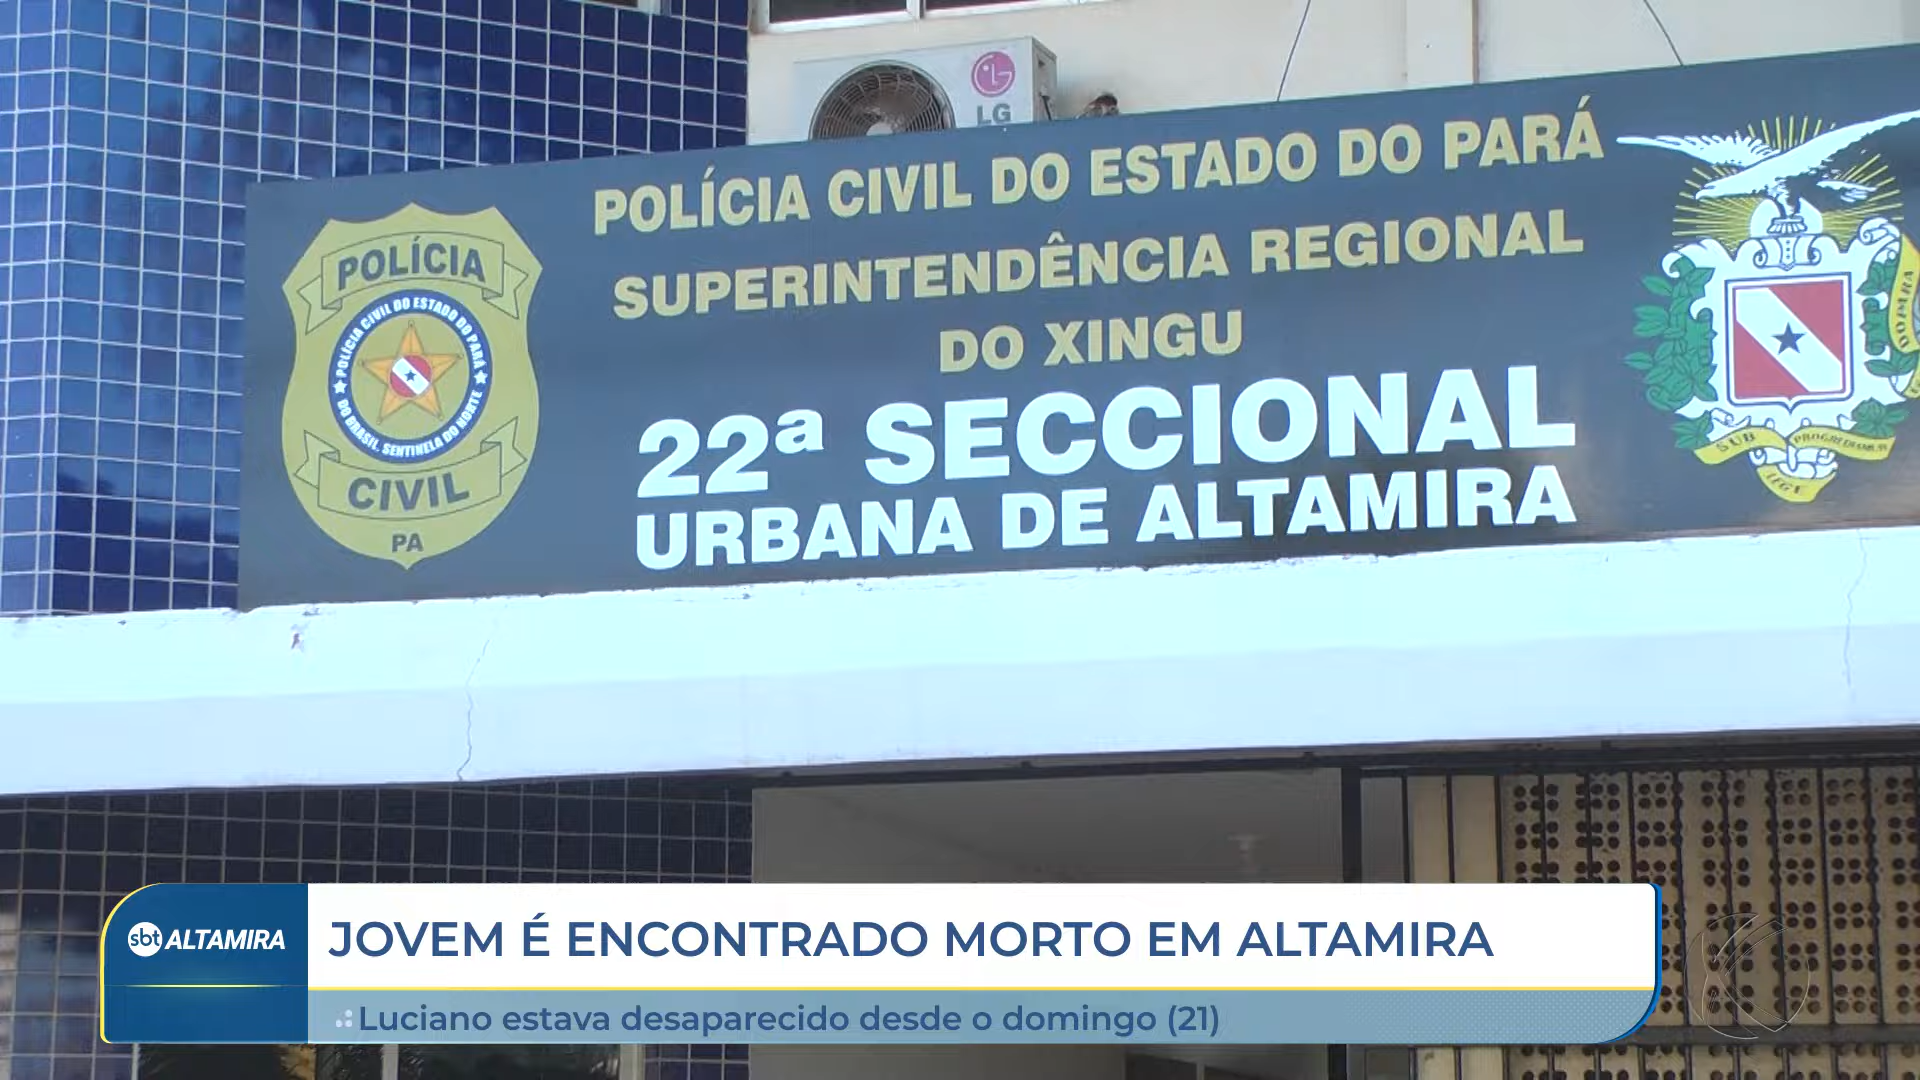 LG
POLÍCIA CIVIL DO ESTADO DO PARÁ
SUPERINTENDÊNCIA REGIONAL
DO XINGU
22ª SECCIONAL
URBANA DE ALTAMIRA
POLÍCIA
POLÍCIA CIVIL DO ESTADO DO PARÁ
DO BRASIL, SENTINELA DO NORTE
CIVIL
PA
SUB
LEGE
PROGREDIAMUR
sbt ALTAMIRA
JOVEM É ENCONTRADO MORTO EM ALTAMIRA
Luciano estava desaparecido desde o domingo (21)